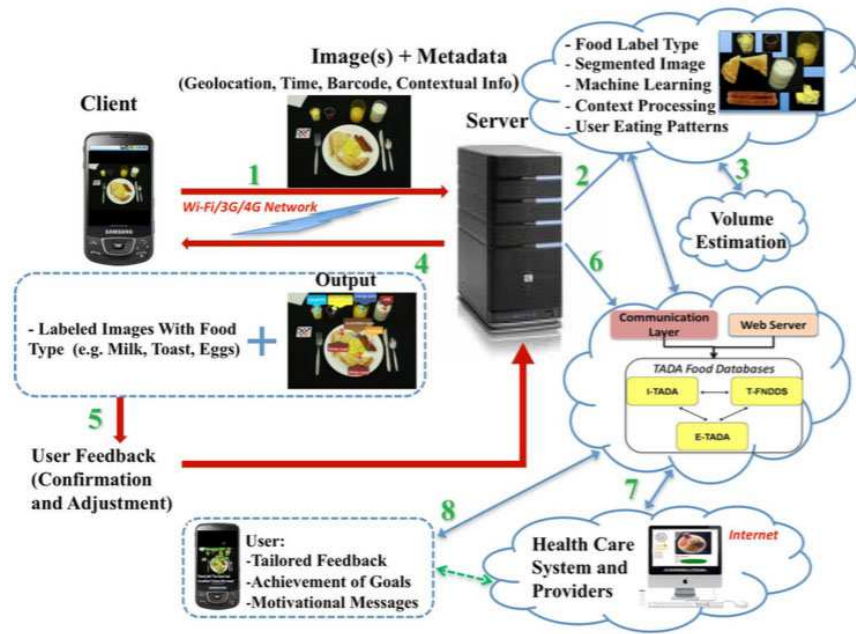 Image(s) + Metadata
(Geolocation, Time, Barcode, Contextual Info)
Client
Server
- Food Label Type
- Segmented Image
- Machine Learning
- Context Processing
- User Eating Patterns
1
2
3
Wi-Fi/3G/4G Network
SAMSUNG
Volume
Estimation
4
6
Output
- Labeled Images With Food
Type (e.g. Milk, Toast, Eggs)
+
Communication
Layer
Web Server
TADA Food Databases
I-TADA
T-FNDDS
E-TADA
5
User Feedback
(Confirmation
and Adjustment)
7
8
User:
-Tailored Feedback
-Achievement of Goals
-Motivational Messages
Health Care
System and
Providers
Internet